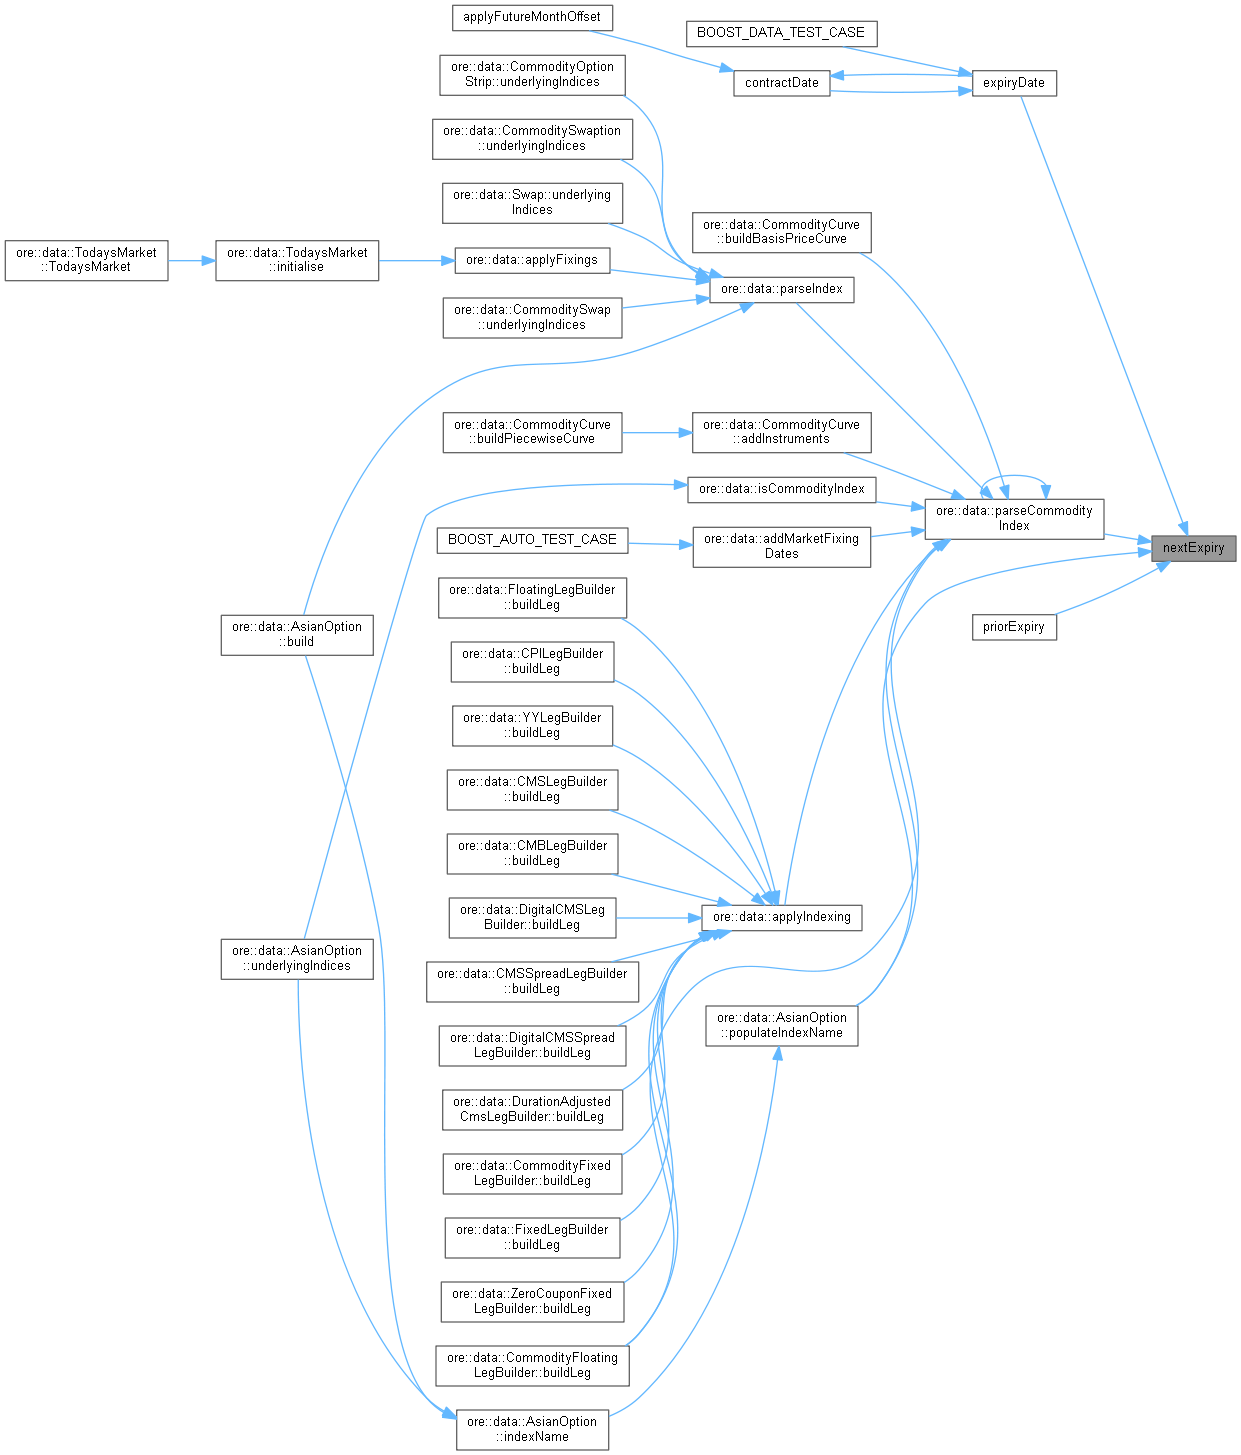 applyFutureMonthOffset
BOOST_DATA_TEST_CASE
ore::data::CommodityOption
Strip::underlyingIndices
contractDate
expiryDate
ore::data::CommoditySwaption
::underlyingIndices
ore::data::Swap::underlying
Indices
ore::data::CommodityCurve
::buildBasisPriceCurve
ore::data::TodaysMarket
::TodaysMarket
ore::data::TodaysMarket
::initialise
ore::data::applyFixings
ore::data::parseIndex
ore::data::CommoditySwap
::underlyingIndices
ore::data::CommodityCurve
::buildPiecewiseCurve
ore::data::CommodityCurve
::addInstruments
ore::data::isCommodityIndex
ore::data::parseCommodity
Index
BOOST_AUTO_TEST_CASE
ore::data::addMarketFixing
Dates
nextExpiry
ore::data::FloatingLegBuilder
::buildLeg
ore::data::AsianOption
::build
priorExpiry
ore::data::CPILegBuilder
::buildLeg
ore::data::YYLegBuilder
::buildLeg
ore::data::CMSLegBuilder
::buildLeg
ore::data::CMBLegBuilder
::buildLeg
ore::data::DigitalCMSLeg
Builder::buildLeg
ore::data::applyIndexing
ore::data::AsianOption
::underlyingIndices
ore::data::CMSSpreadLegBuilder
::buildLeg
ore::data::DigitalCMSSpread
LegBuilder::buildLeg
ore::data::AsianOption
::populateIndexName
ore::data::DurationAdjusted
CmsLegBuilder::buildLeg
ore::data::CommodityFixed
LegBuilder::buildLeg
ore::data::FixedLegBuilder
::buildLeg
ore::data::ZeroCouponFixed
LegBuilder::buildLeg
ore::data::CommodityFloating
LegBuilder::buildLeg
ore::data::AsianOption
::indexName